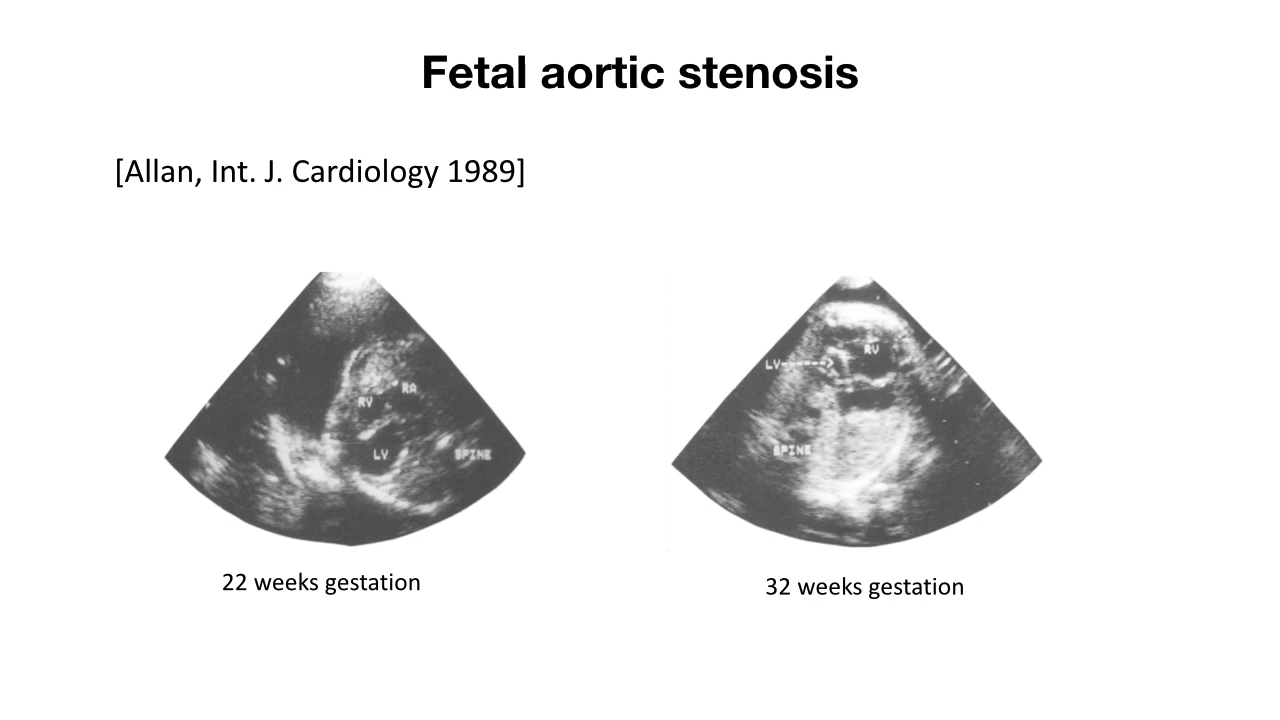 Fetal aortic stenosis
[Allan, Int. J. Cardiology 1989]
RA
RV
LV
SPINE
22 weeks gestation
RV
LV
SPINE
32 weeks gestation